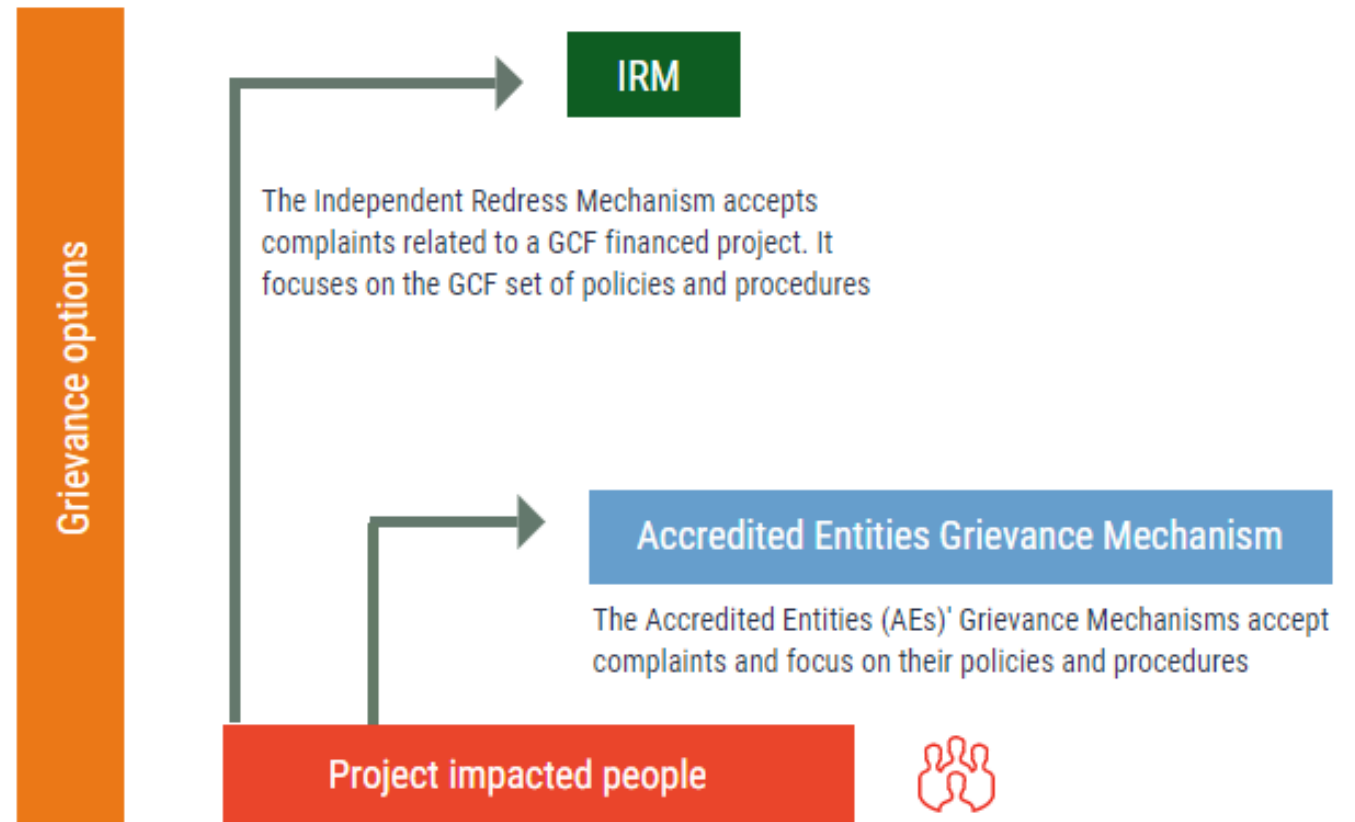 Grievance options
IRM
The Independent Redress Mechanism accepts
complaints related to a GCF financed project. It
focuses on the GCF set of policies and procedures
Accredited Entities Grievance Mechanism
The Accredited Entities (AEs)' Grievance Mechanisms accept
complaints and focus on their policies and procedures
Project impacted people